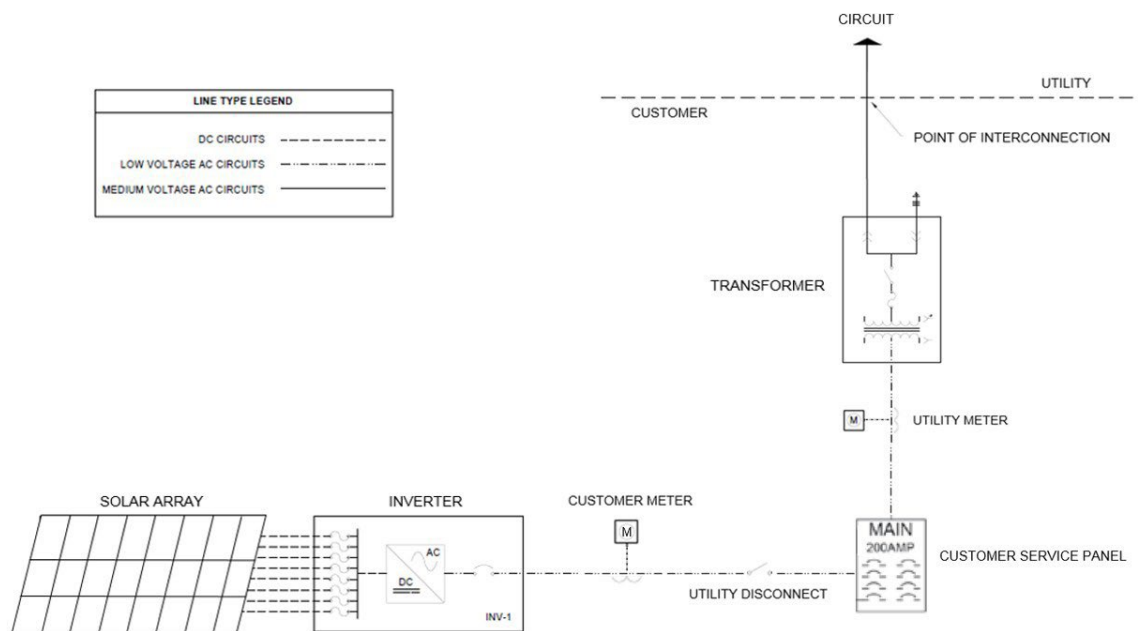 CIRCUIT
UTILITY
CUSTOMER
POINT OF INTERCONNECTION
LINE TYPE LEGEND
DC CIRCUITS
LOW VOLTAGE AC CIRCUITS
MEDIUM VOLTAGE AC CIRCUITS
TRANSFORMER
M
UTILITY METER
SOLAR ARRAY
INVERTER
CUSTOMER METER
M
MAIN
200AMP
CUSTOMER SERVICE PANEL
AC
DC
UTILITY DISCONNECT
INV-1